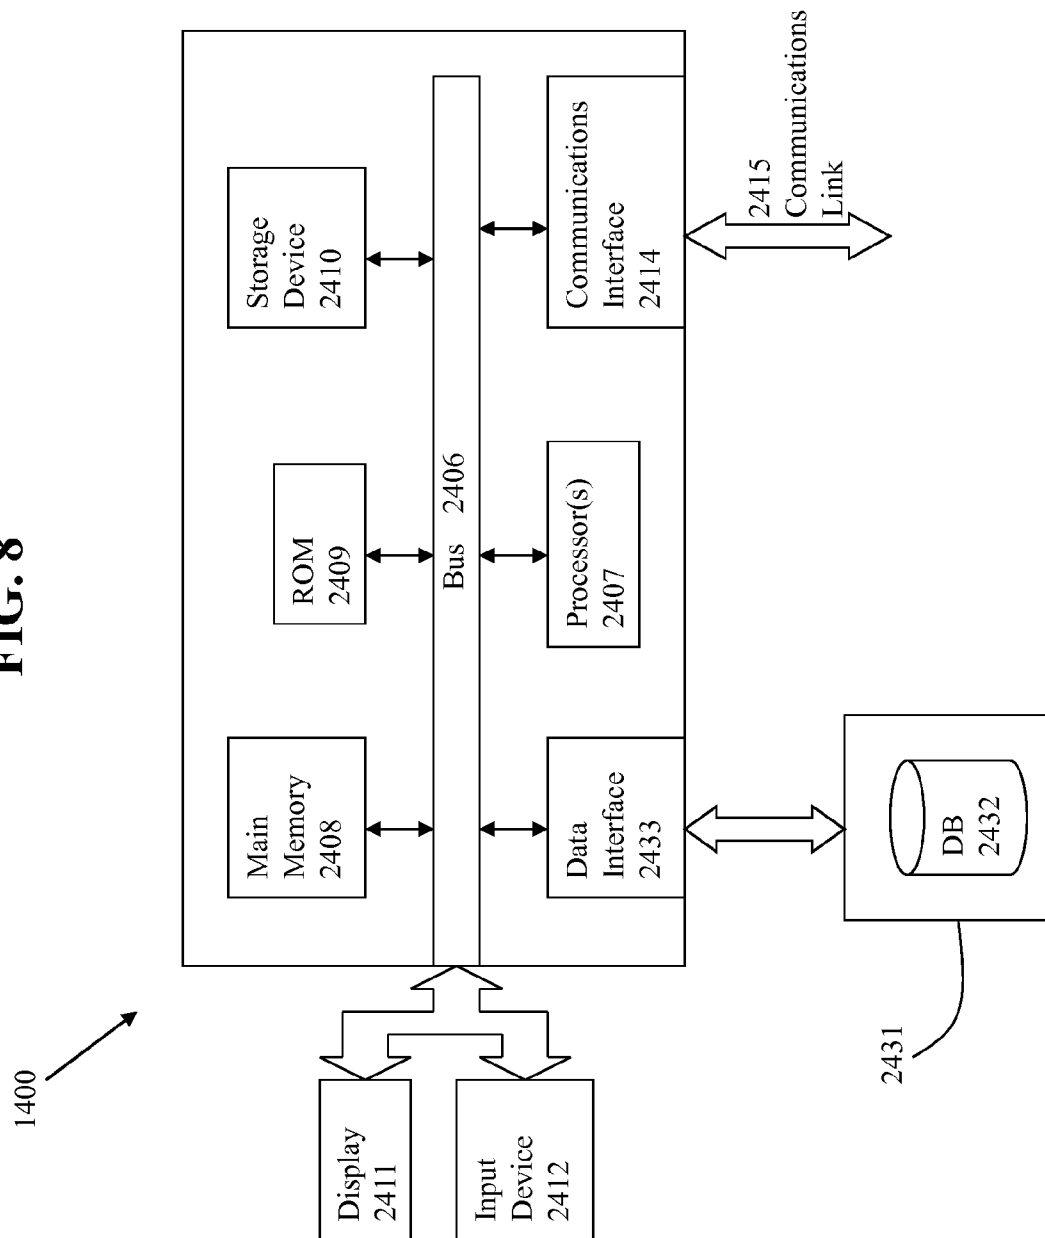 FIG. 8
1400
Main
Memory
2408
ROM
2409
Storage
Device
2410
Bus 2406
Display
2411
Input
Device
2412
Data
Interface
2433
Processor(s)
2407
Communications
Interface
2414
2415
Communications
Link
DB
2432
2431